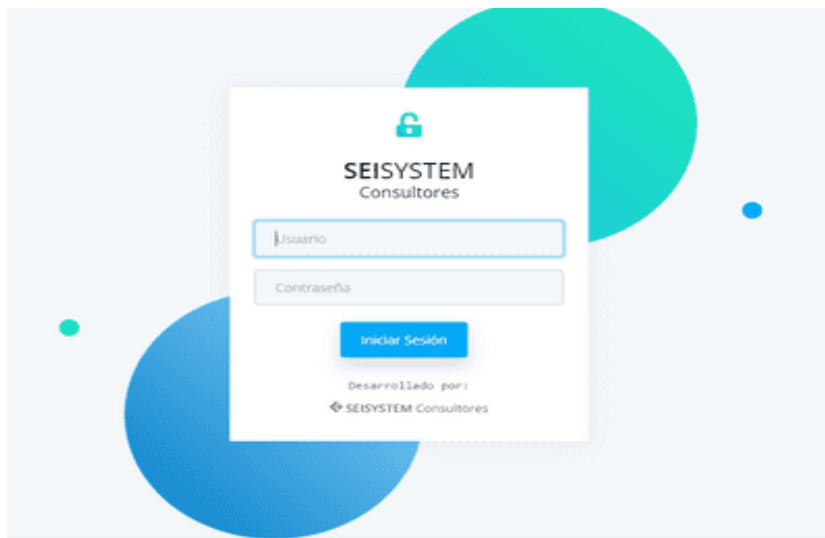 SEISYSTEM
Consultores
Usuario
Contraseña
Iniciar Sesión
Desarrollado por:
SEISYSTEM Consultores